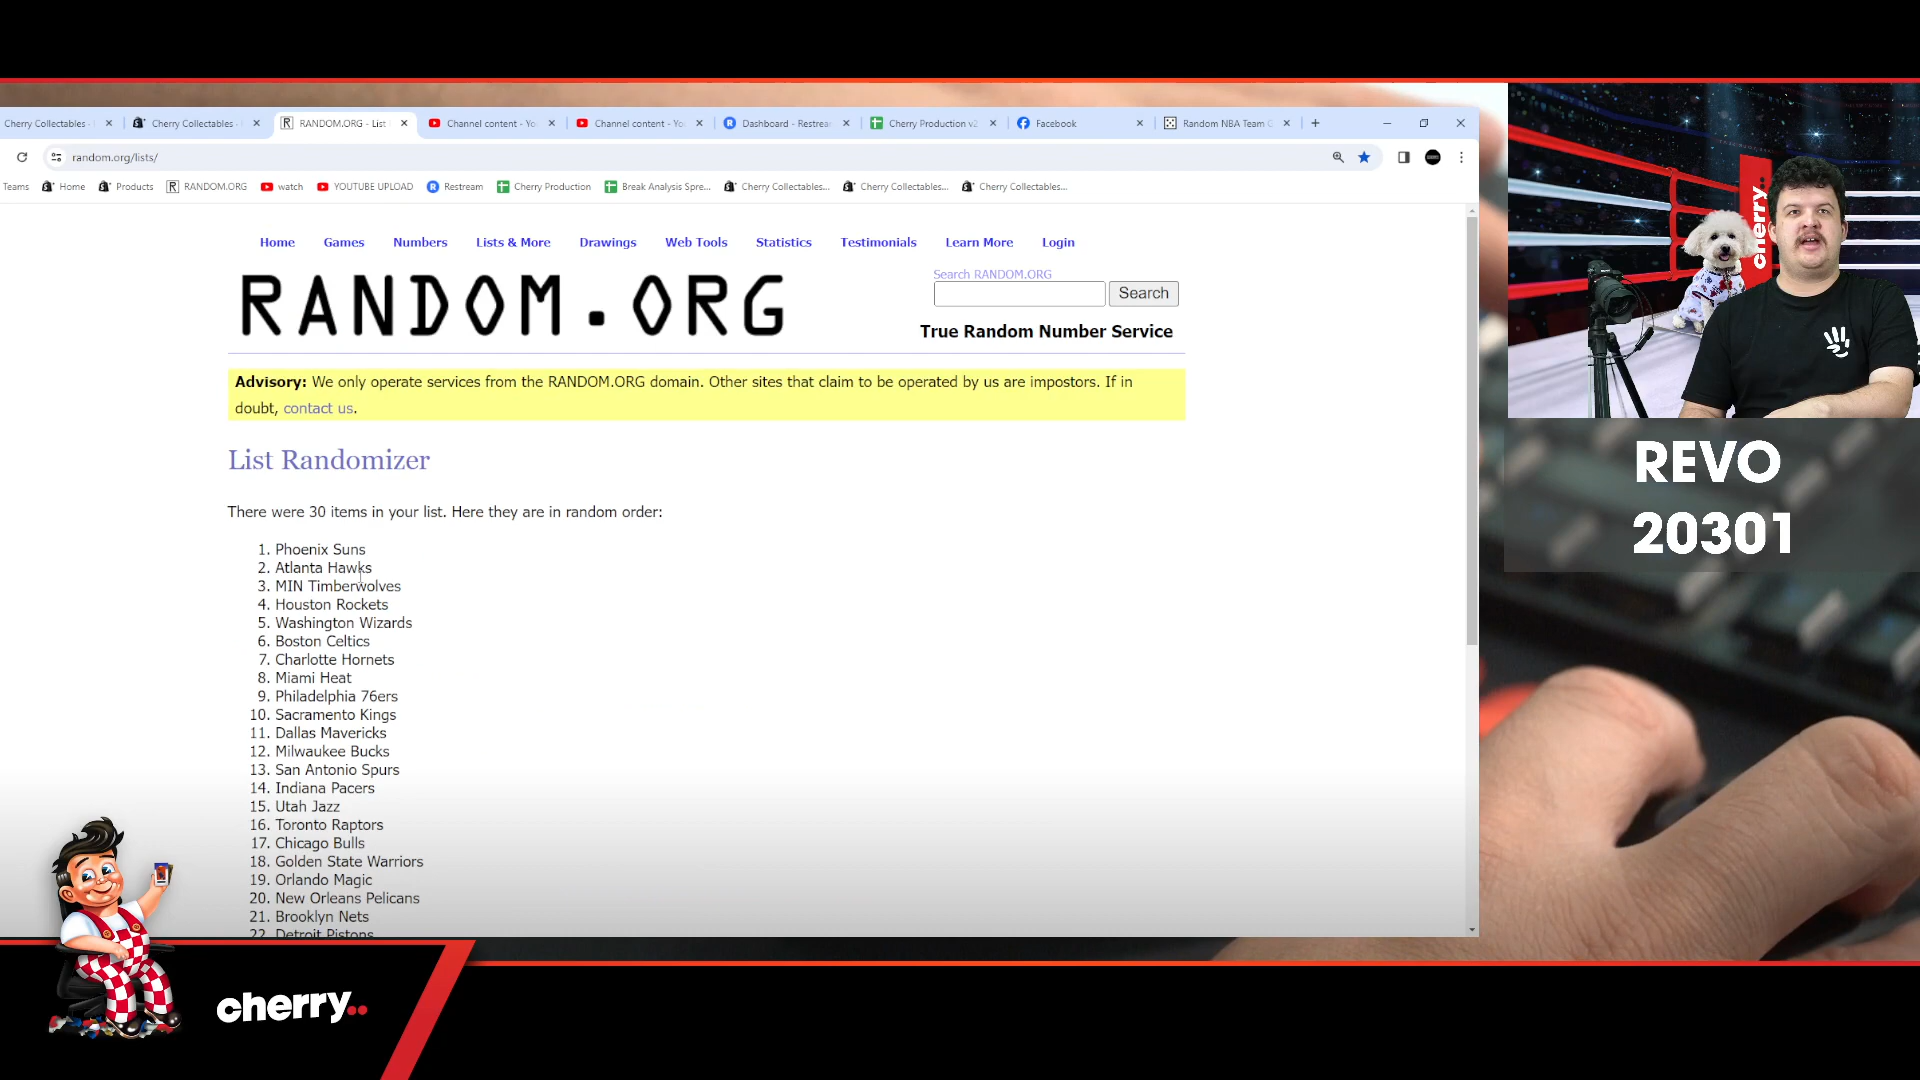 Cherry Collectables -
Cherry Collectables -
RANDOM.ORG - List
Channel content - Yo
Channel content - Yo
Dashboard - Restrea
Cherry Production v2
Facebook
Random NBA Team
random.org/lists/
Teams
Home
Products
RANDOM.ORG
watch
YOUTUBE UPLOAD
Restream
Cherry Production
Break Analysis Spre...
Cherry Collectables...
Cherry Collectables...
Cherry Collectables...
Home Games Numbers Lists & More Drawings Web Tools Statistics Testimonials Learn More Login
RANDOM.ORG
Search RANDOM.ORG
Search
True Random Number Service
Advisory: We only operate services from the RANDOM.ORG domain. Other sites that claim to be operated by us are impostors. If in
doubt, contact us.
List Randomizer
There were 30 items in your list. Here they are in random order:
1. Phoenix Suns
2. Atlanta Hawks
3. MIN Timberwolves
4. Houston Rockets
5. Washington Wizards
6. Boston Celtics
7. Charlotte Hornets
8. Miami Heat
9. Philadelphia 76ers
10. Sacramento Kings
11. Dallas Mavericks
12. Milwaukee Bucks
13. San Antonio Spurs
14. Indiana Pacers
15. Utah Jazz
16. Toronto Raptors
17. Chicago Bulls
18. Golden State Warriors
19. Orlando Magic
20. New Orleans Pelicans
21. Brooklyn Nets
22. Detroit Pistons
cherry..
REVO
20301
cherry..